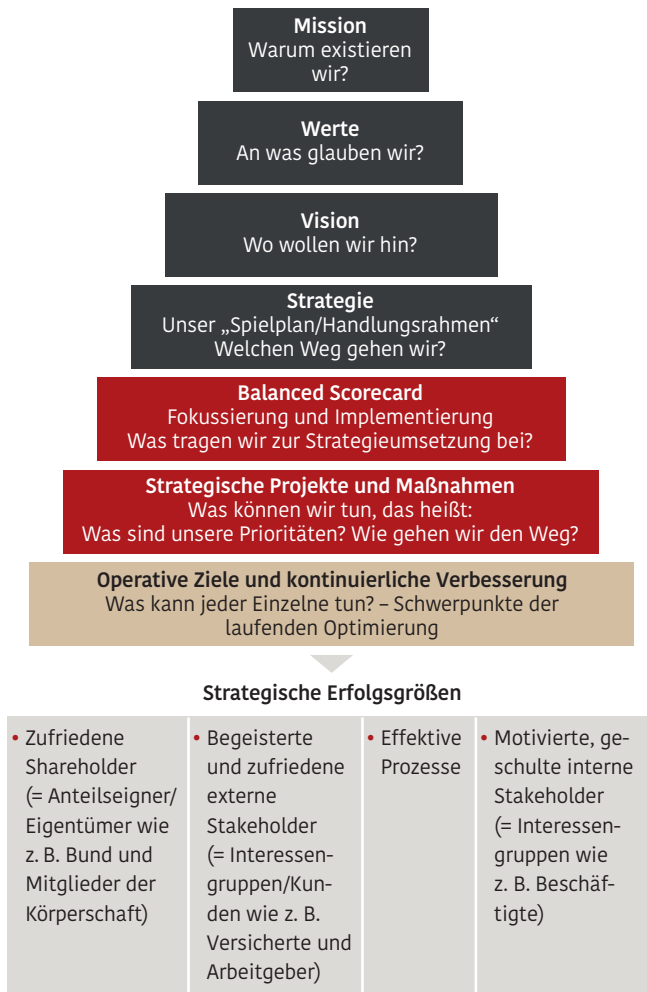 Mission
Warum existieren
wir?
Werte
An was glauben wir?
Vision
Wo wollen wir hin?
Strategie
Unser „Spielplan/Handlungsrahmen“
Welchen Weg gehen wir?
Balanced Scorecard
Fokussierung und Implementierung
Was tragen wir zur Strategieumsetzung bei?
Strategische Projekte und Maßnahmen
Was können wir tun, das heißt:
Was sind unsere Prioritäten? Wie gehen wir den Weg?
Operative Ziele und kontinuierliche Verbesserung
Was kann jeder Einzelne tun? – Schwerpunkte der
laufenden Optimierung
Strategische Erfolgsgrößen
• Zufriedene
Shareholder
(= Anteilseigner/
Eigentümer wie
z. B. Bund und
Mitglieder der
Körperschaft)
• Begeisterte
und zufriedene
externe
Stakeholder
(= Interessen-
gruppen/Kun-
den wie z. B.
Versicherte und
Arbeitgeber)
• Effektive
Prozesse
• Motivierte, ge-
schulte interne
Stakeholder
(= Interessen-
gruppen wie
z. B. Beschäf-
tigte)